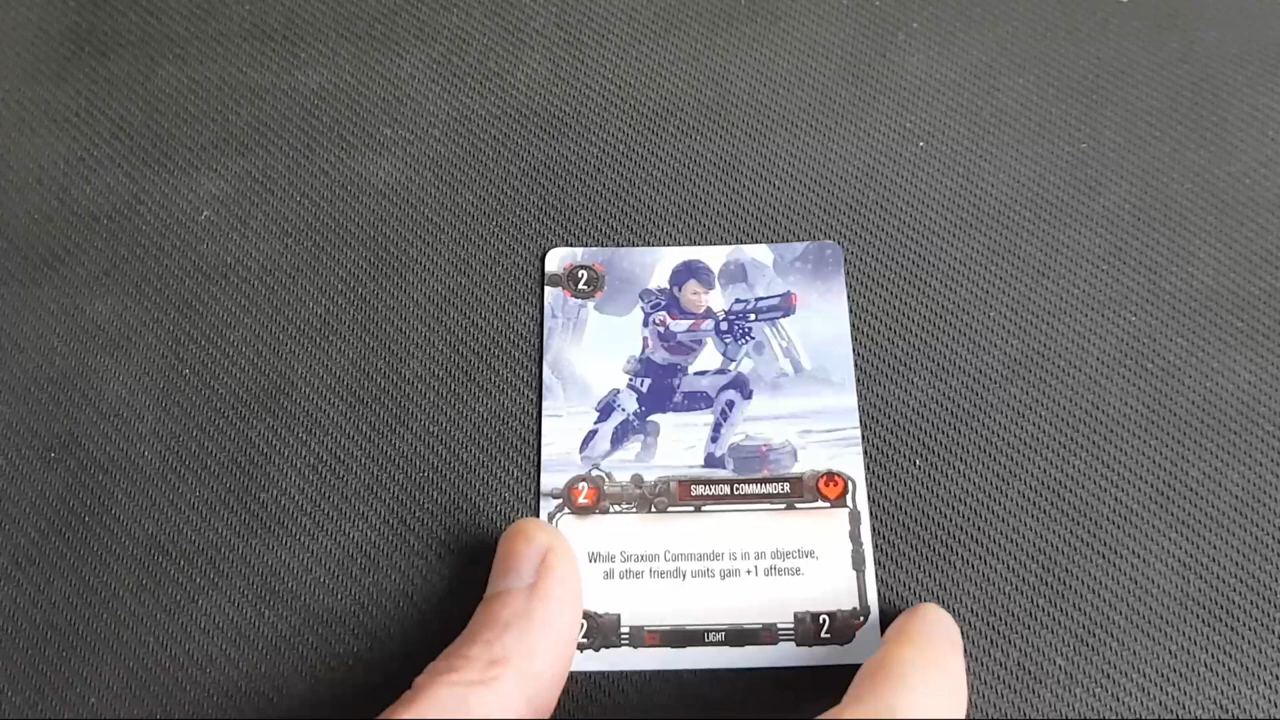 2
2 SIRAXION COMMANDER
While Siraxion Commander is in an objective,
all other friendly units gain +1 offense.
2 LIGHT 2